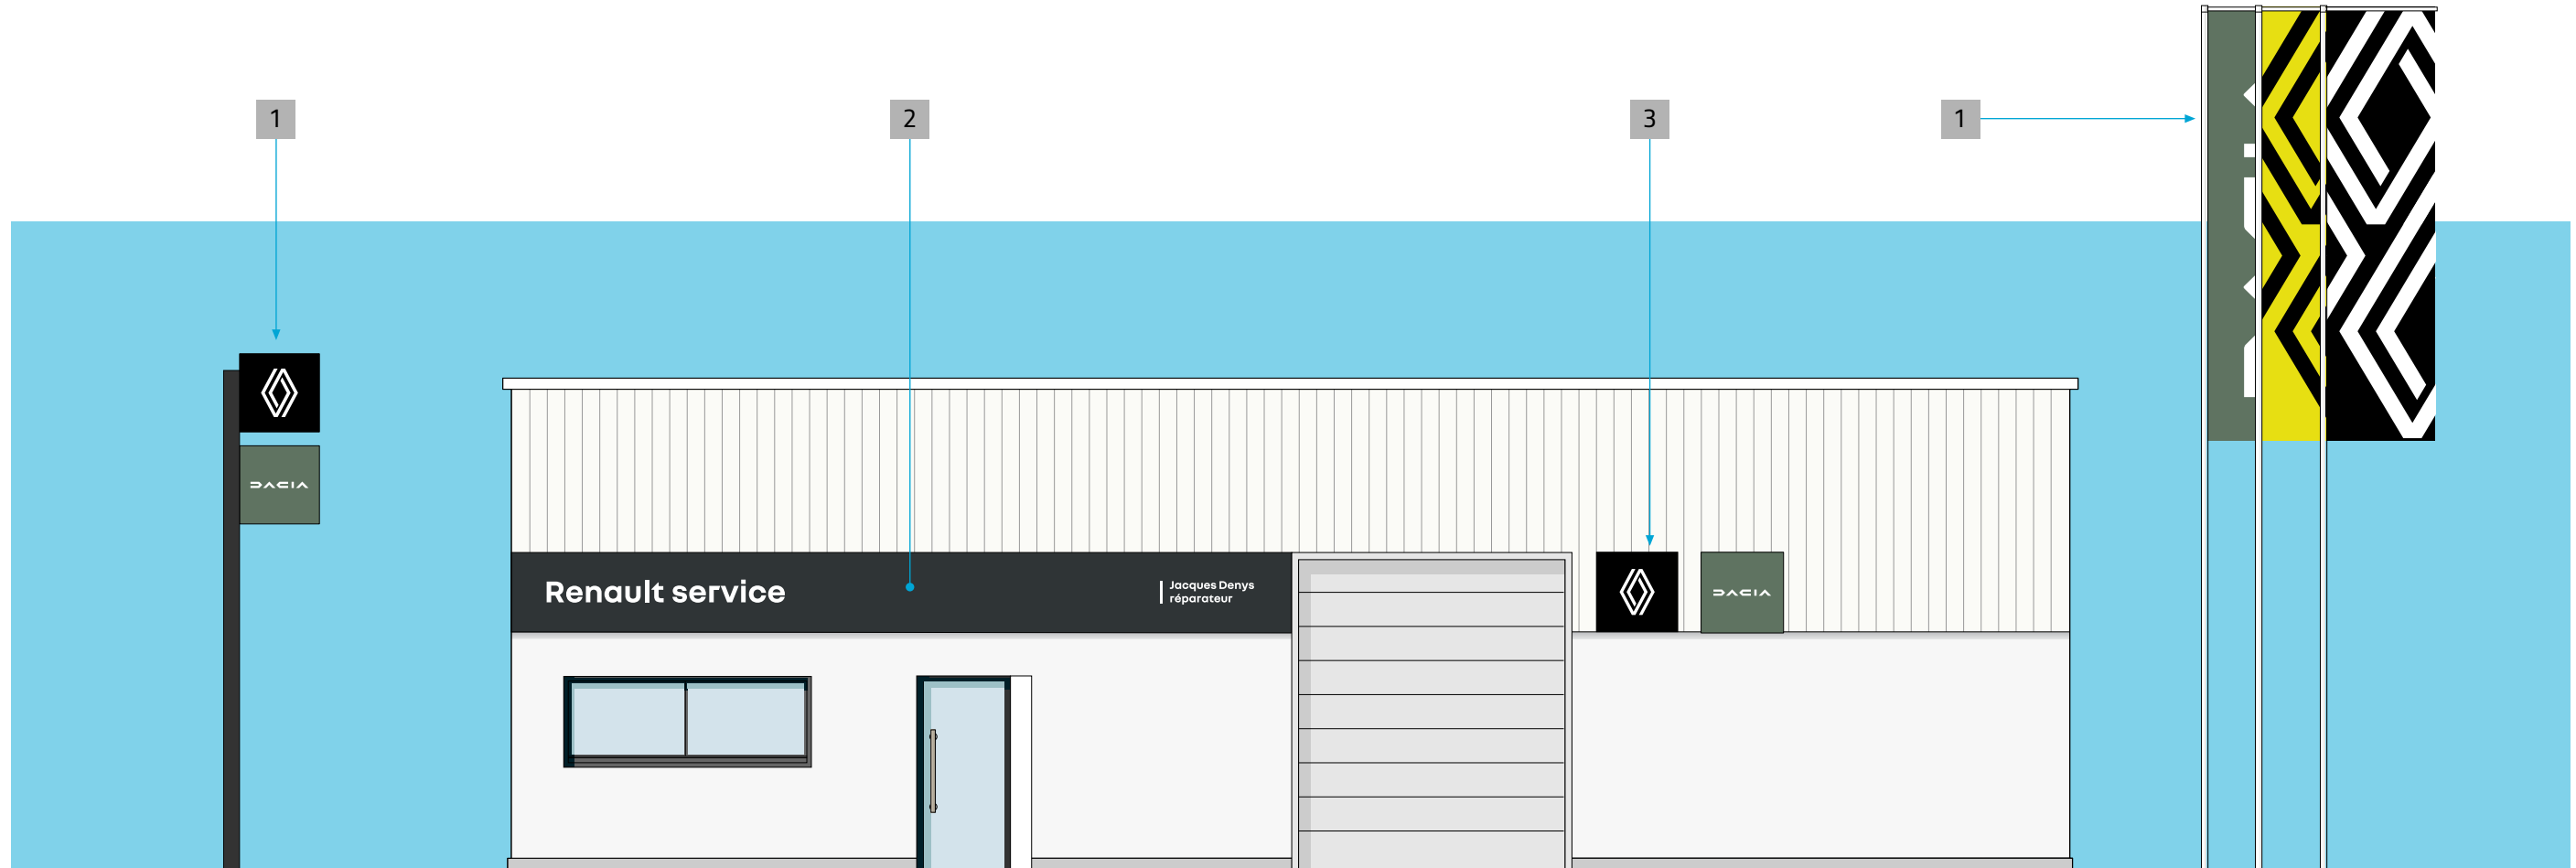 1
2
3
1
DACIA
Renault service
Jacques Denys
réparateur
DACIA